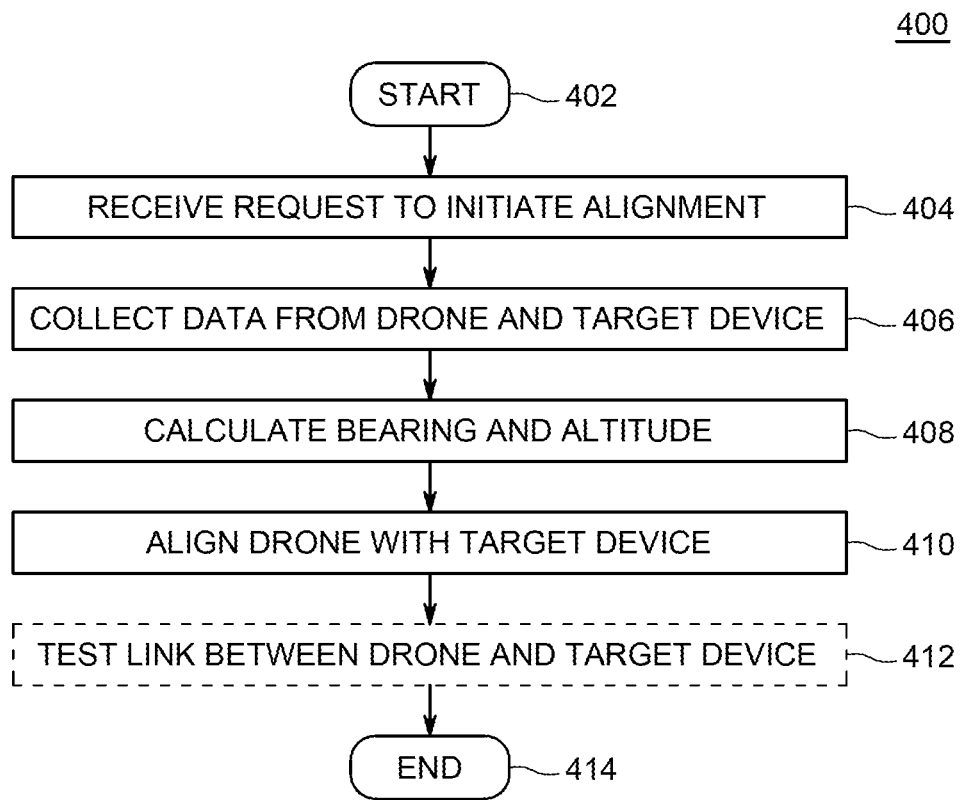 400
START 402
RECEIVE REQUEST TO INITIATE ALIGNMENT 404
COLLECT DATA FROM DRONE AND TARGET DEVICE 406
CALCULATE BEARING AND ALTITUDE 408
ALIGN DRONE WITH TARGET DEVICE 410
TEST LINK BETWEEN DRONE AND TARGET DEVICE 412
END 414